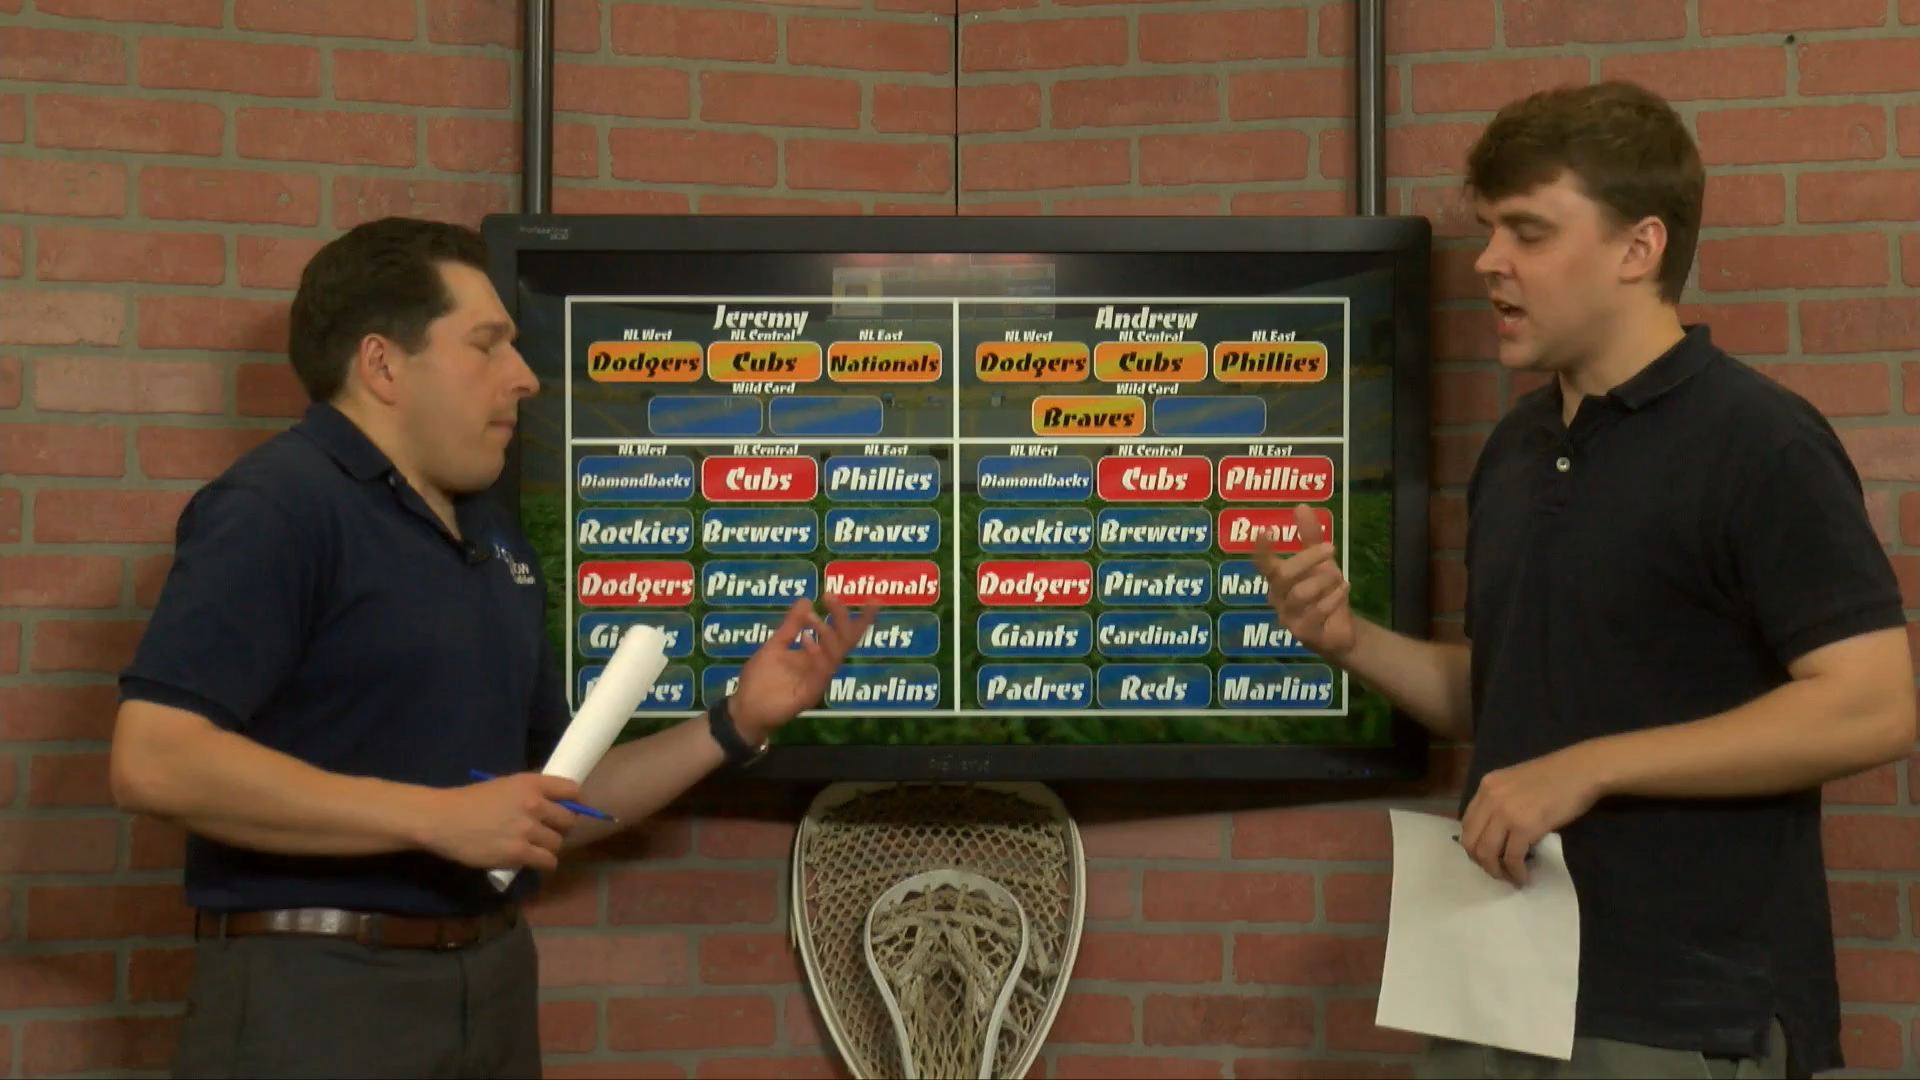 Jeremy
NL West NL Central NL East
Dodgers Cubs Nationals
Wild Card
NL West NL Central NL East
Diamondbacks Cubs Phillies
Rockies Brewers Braves
Dodgers Pirates Nationals
Marlins
Andrew
NL West NL Central NL East
Dodgers Cubs Phillies
Wild Card
Braves
NL West NL Central NL East
Diamondbacks Cubs Phillies
Rockies Brewers
Dodgers Pirates
Giants Cardinals
Padres Reds Marlins